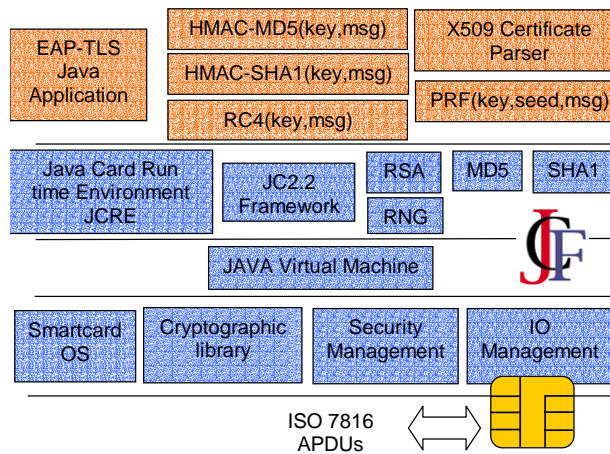 EAP-TLS
Java
Application
HMAC-MD5(key,msg)
HMAC-SHA1(key,msg)
RC4(key,msg)
X509 Certificate
Parser
PRF(key,seed,msg)
Java Card Run
time Environment
JCRE
JC2.2
Framework
RSA
RNG
MD5
SHA1
JCF
JAVA Virtual Machine
Smartcard
OS
Cryptographic
library
Security
Management
IO
Management
ISO 7816
APDUs